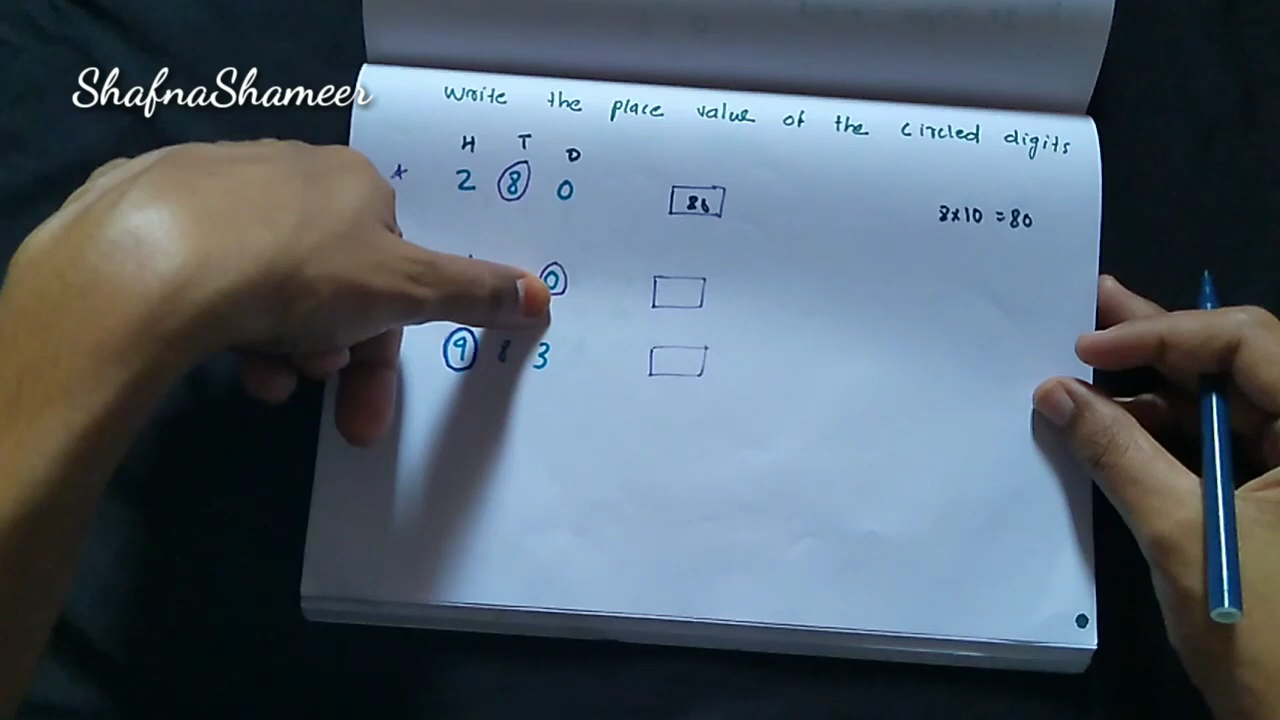 ShafnaShameer
Write the place value of the circled digits
H T O
* 2 8 0 80 8x10 = 80
0
9 8 3